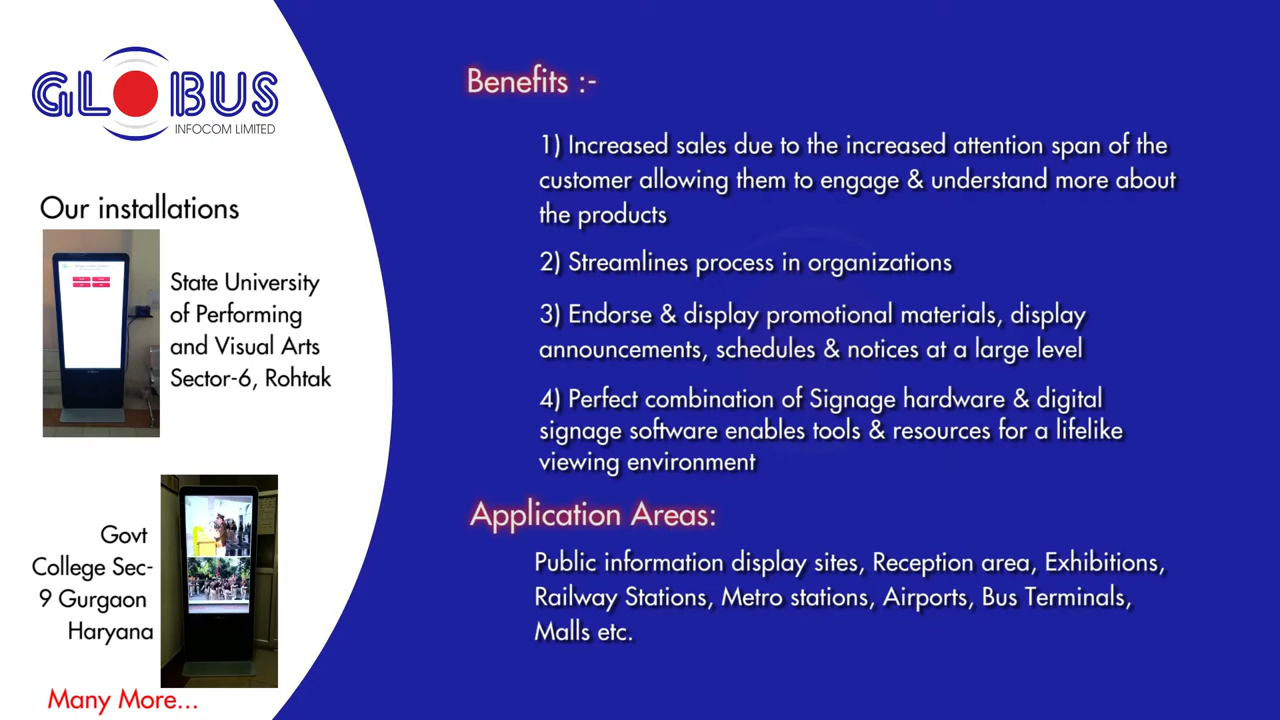 GLOBUS
INFOCOM LIMITED
Our installations
State University
of Performing
and Visual Arts
Sector-6, Rohtak
Govt
College Sec-
9 Gurgaon
Haryana
Many More...
Benefits :-
1) Increased sales due to the increased attention span of the
customer allowing them to engage & understand more about
the products
2) Streamlines process in organizations
3) Endorse & display promotional materials, display
announcements, schedules & notices at a large level
4) Perfect combination of Signage hardware & digital
signage software enables tools & resources for a lifelike
viewing environment
Application Areas:
Public information display sites, Reception area, Exhibitions,
Railway Stations, Metro stations, Airports, Bus Terminals,
Malls etc.